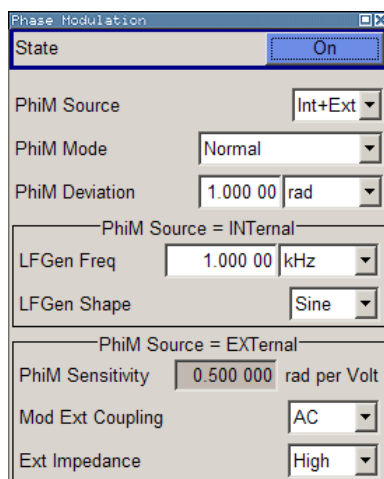 Phase Modulation
State On
PhiM Source Int+Ext
PhiM Mode Normal
PhiM Deviation 1.000 00 rad
PhiM Source = INTernal
LFGen Freq 1.000 00 kHz
LFGen Shape Sine
PhiM Source = EXTernal
PhiM Sensitivity 0.500 000 rad per Volt
Mod Ext Coupling AC
Ext Impedance High